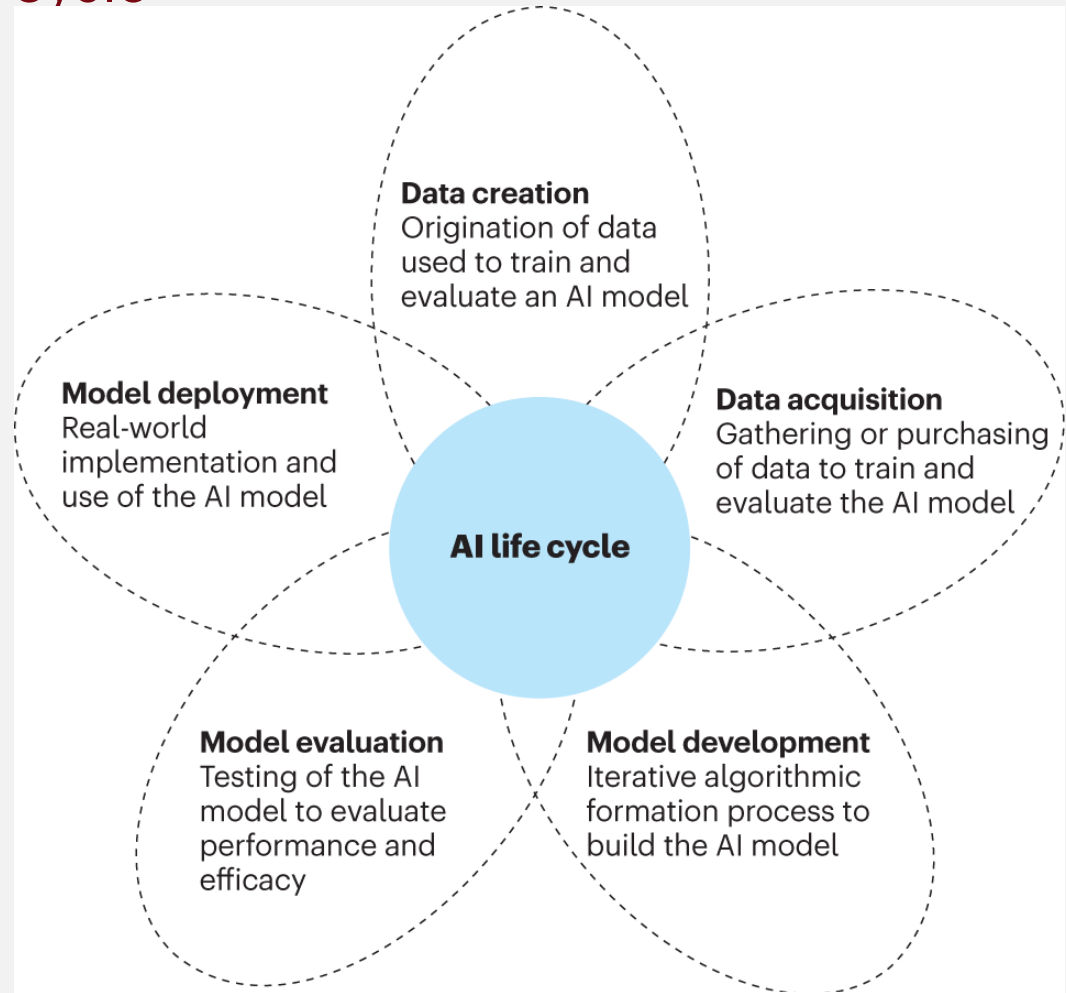 Data creation
Origination of data
used to train and
evaluate an AI model
Data acquisition
Gathering or purchasing
of data to train and
evaluate the AI model
Model development
Iterative algorithmic
formation process to
build the AI model
Model evaluation
Testing of the AI
model to evaluate
performance and
efficacy
Model deployment
Real-world
implementation and
use of the AI model
AI life cycle